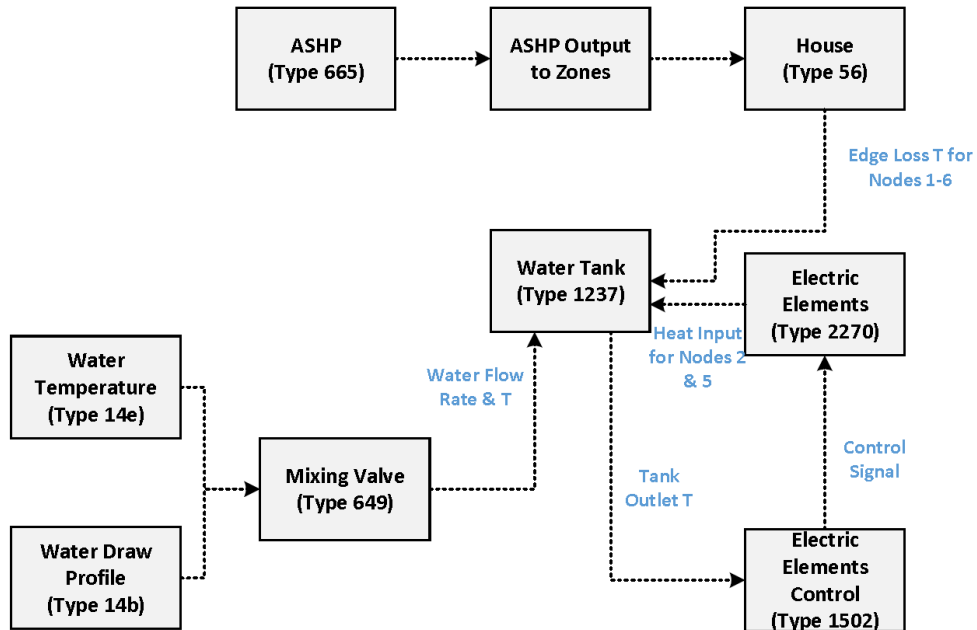 ASHP
(Type 665)
ASHP Output
to Zones
House
(Type 56)
Edge Loss T for
Nodes 1-6
Water Tank
(Type 1237)
Electric
Elements
(Type 2270)
Heat Input
for Nodes 2
& 5
Water Flow
Rate & T
Water
Temperature
(Type 14e)
Mixing Valve
(Type 649)
Tank
Outlet T
Control
Signal
Water Draw
Profile
(Type 14b)
Electric
Elements
Control
(Type 1502)